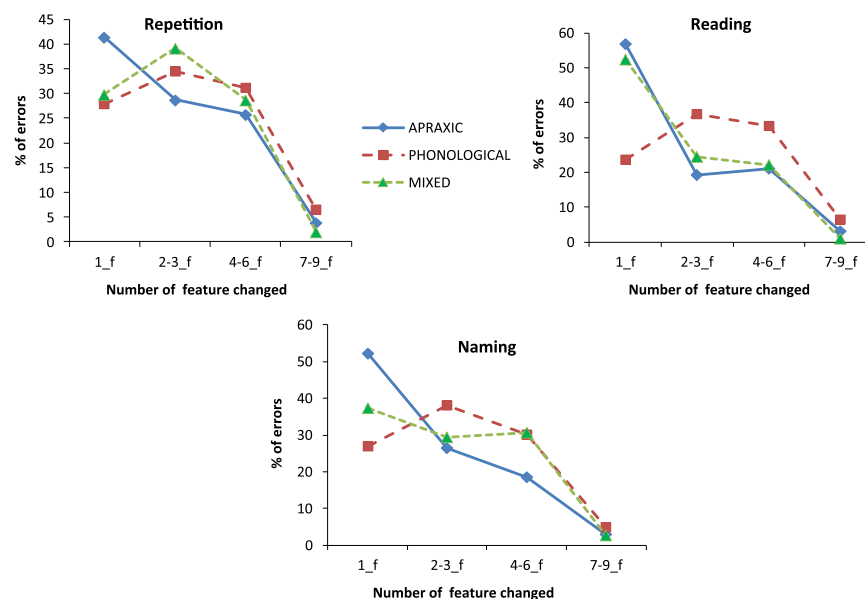 Repetition
45
40
35
30
25
20
15
10
5
0
% of errors
1_f 2-3_f 4-6_f 7-9_f
Number of feature changed
APRAXIC
PHONOLOGICAL
MIXED
Reading
60
50
40
30
20
10
0
% of errors
1_f 2-3_f 4-6_f 7-9_f
Number of feature changed
Naming
60
50
40
30
20
10
0
% of errors
1_f 2-3_f 4-6_f 7-9_f
Number of feature changed